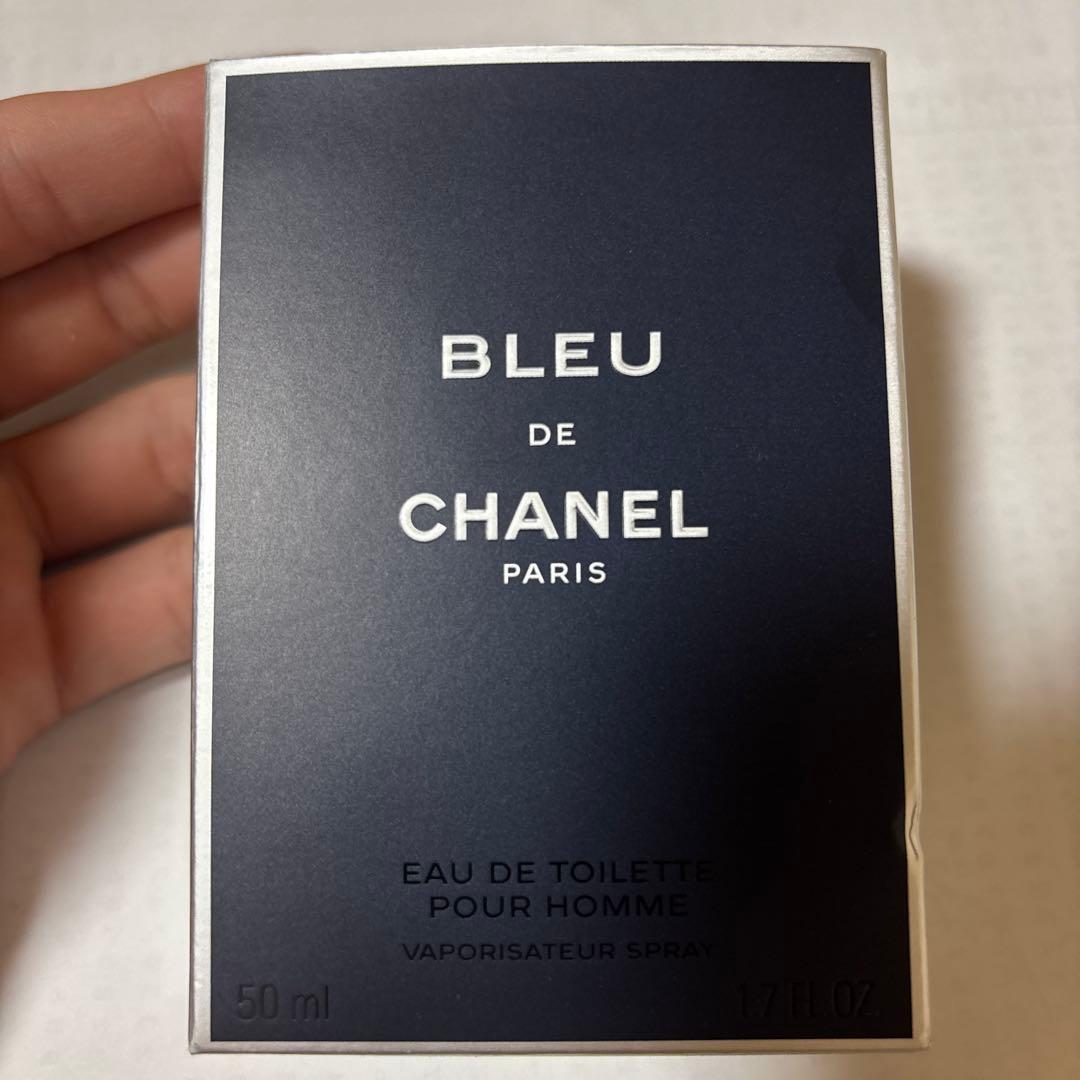 BLEU
DE
CHANEL
PARIS
EAU DE TOILETTE
POUR HOMME
VAPORISATEUR SPRAY
50 ml 1.7 FL.OZ.